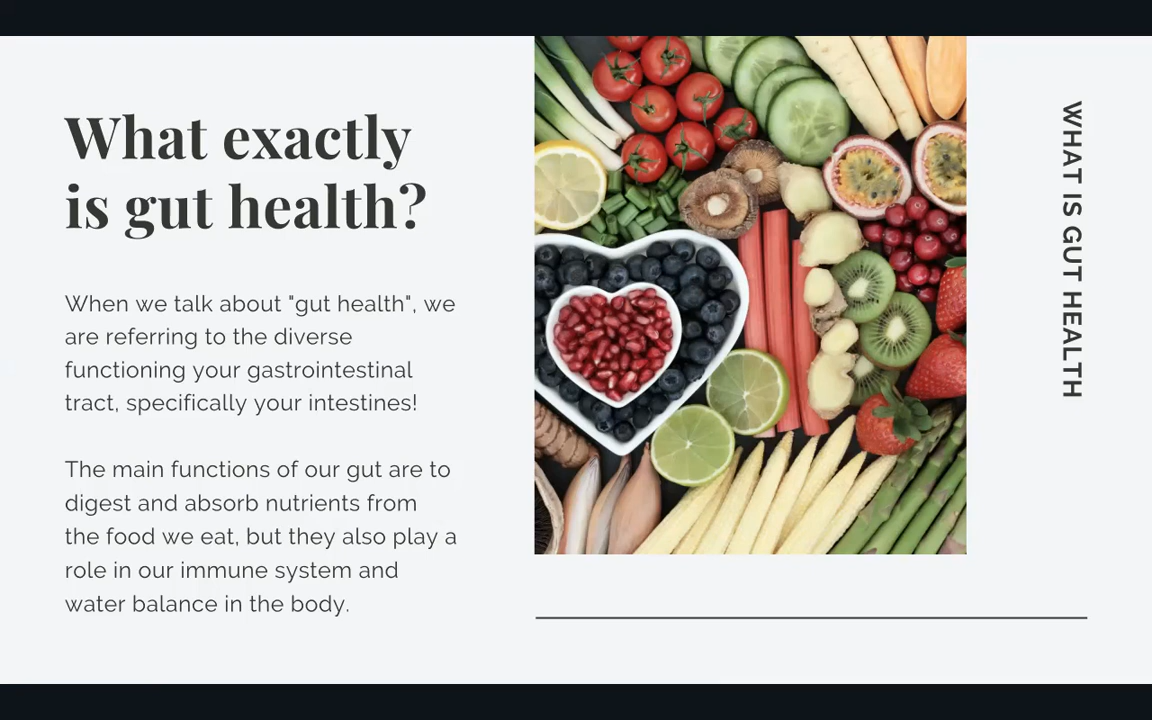 What exactly
is gut health?
When we talk about "gut health", we
are referring to the diverse
functioning your gastrointestinal
tract, specifically your intestines!
The main functions of our gut are to
digest and absorb nutrients from
the food we eat, but they also play a
role in our immune system and
water balance in the body.
WHAT IS GUT HEALTH